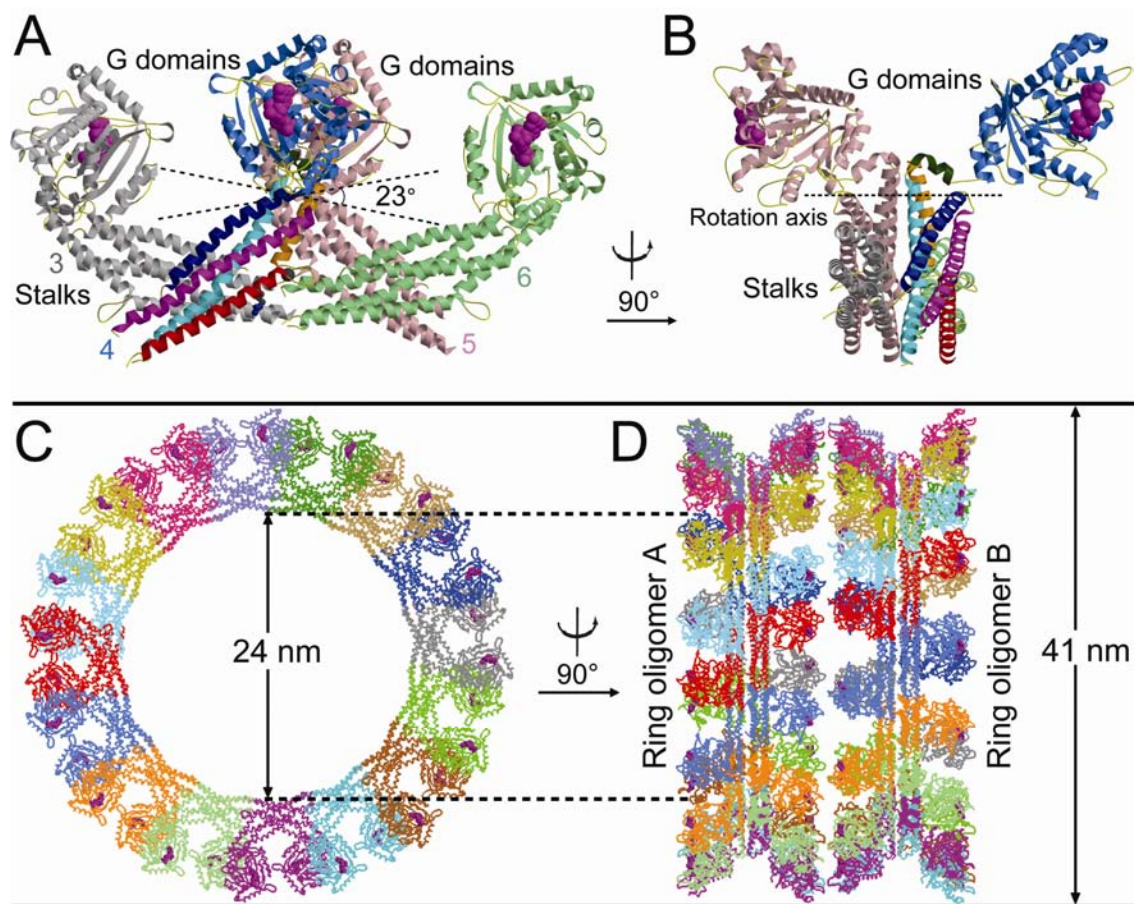 A
G domains
G domains
23°
3
Stalks
4
5
6
90°
B
G domains
Rotation axis
Stalks
C
24 nm
90°
D
Ring oligomer A
Ring oligomer B
41 nm